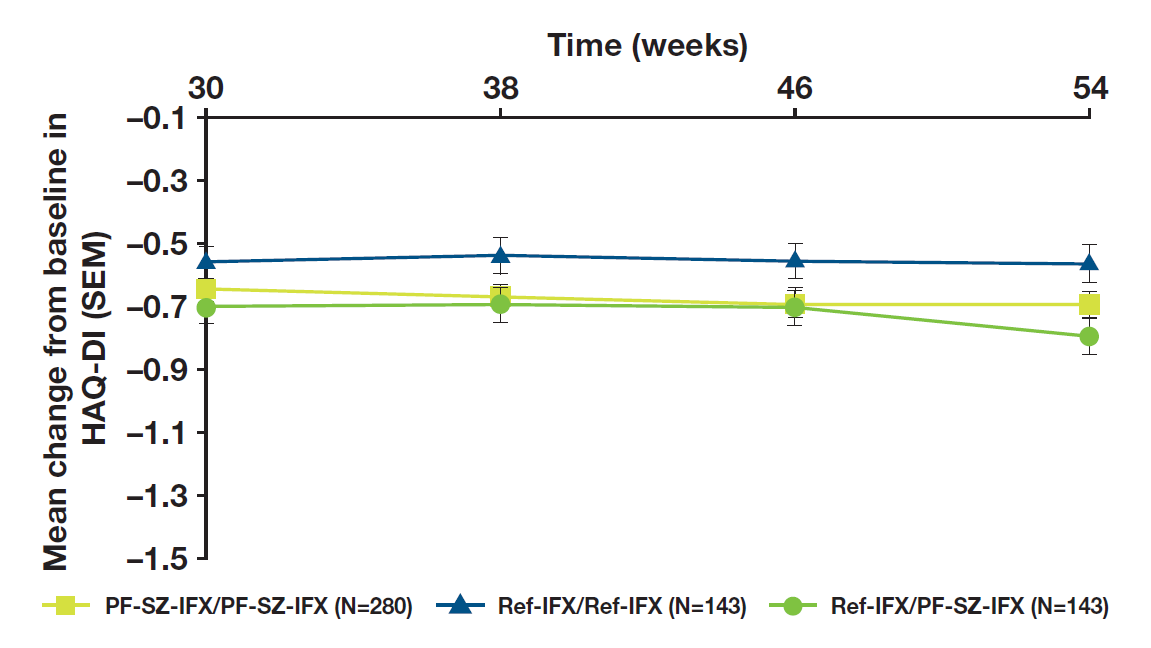 Time (weeks)
30 38 46 54
Mean change from baseline in
HAQ-DI (SEM)
–0.1
–0.3
–0.5
–0.7
–0.9
–1.1
–1.3
–1.5
PF-SZ-IFX/PF-SZ-IFX (N=280) Ref-IFX/Ref-IFX (N=143) Ref-IFX/PF-SZ-IFX (N=143)